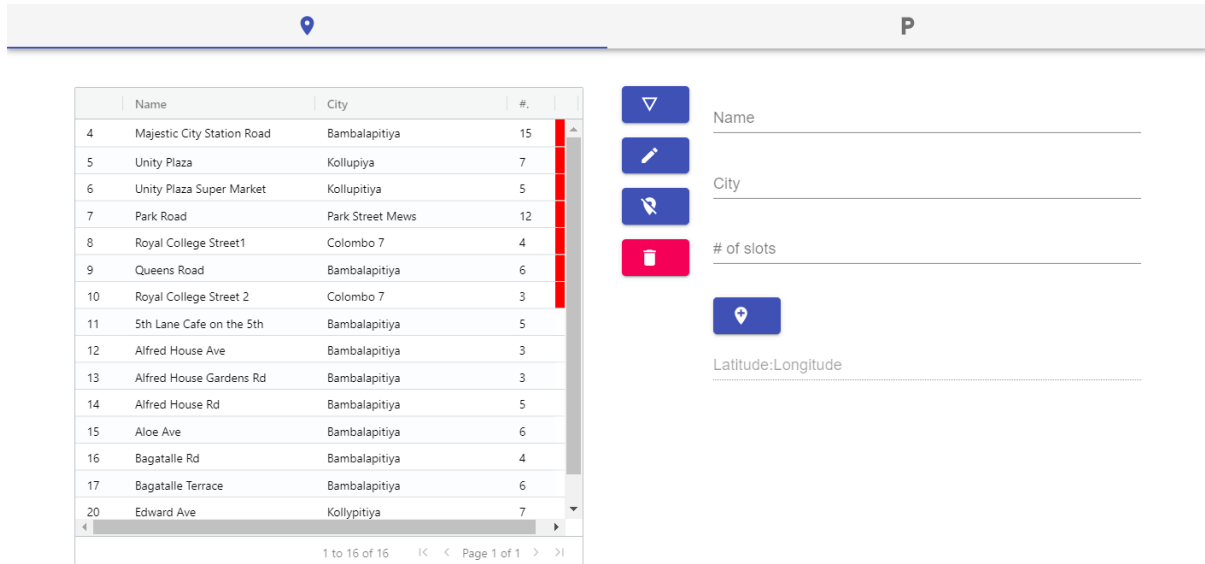 P
Name City #.
4 Majestic City Station Road Bambalapitiya 15
5 Unity Plaza Kollupiya 7
6 Unity Plaza Super Market Kollupitiya 5
7 Park Road Park Street Mews 12
8 Royal College Street1 Colombo 7 4
9 Queens Road Bambalapitiya 6
10 Royal College Street 2 Colombo 7 3
11 5th Lane Cafe on the 5th Bambalapitiya 5
12 Alfred House Ave Bambalapitiya 3
13 Alfred House Gardens Rd Bambalapitiya 3
14 Alfred House Rd Bambalapitiya 5
15 Aloe Ave Bambalapitiya 6
16 Bagatalle Rd Bambalapitiya 4
17 Bagatalle Terrace Bambalapitiya 6
20 Edward Ave Kollypitiya 7
1 to 16 of 16 Page 1 of 1
Name
City
# of slots
Latitude:Longitude